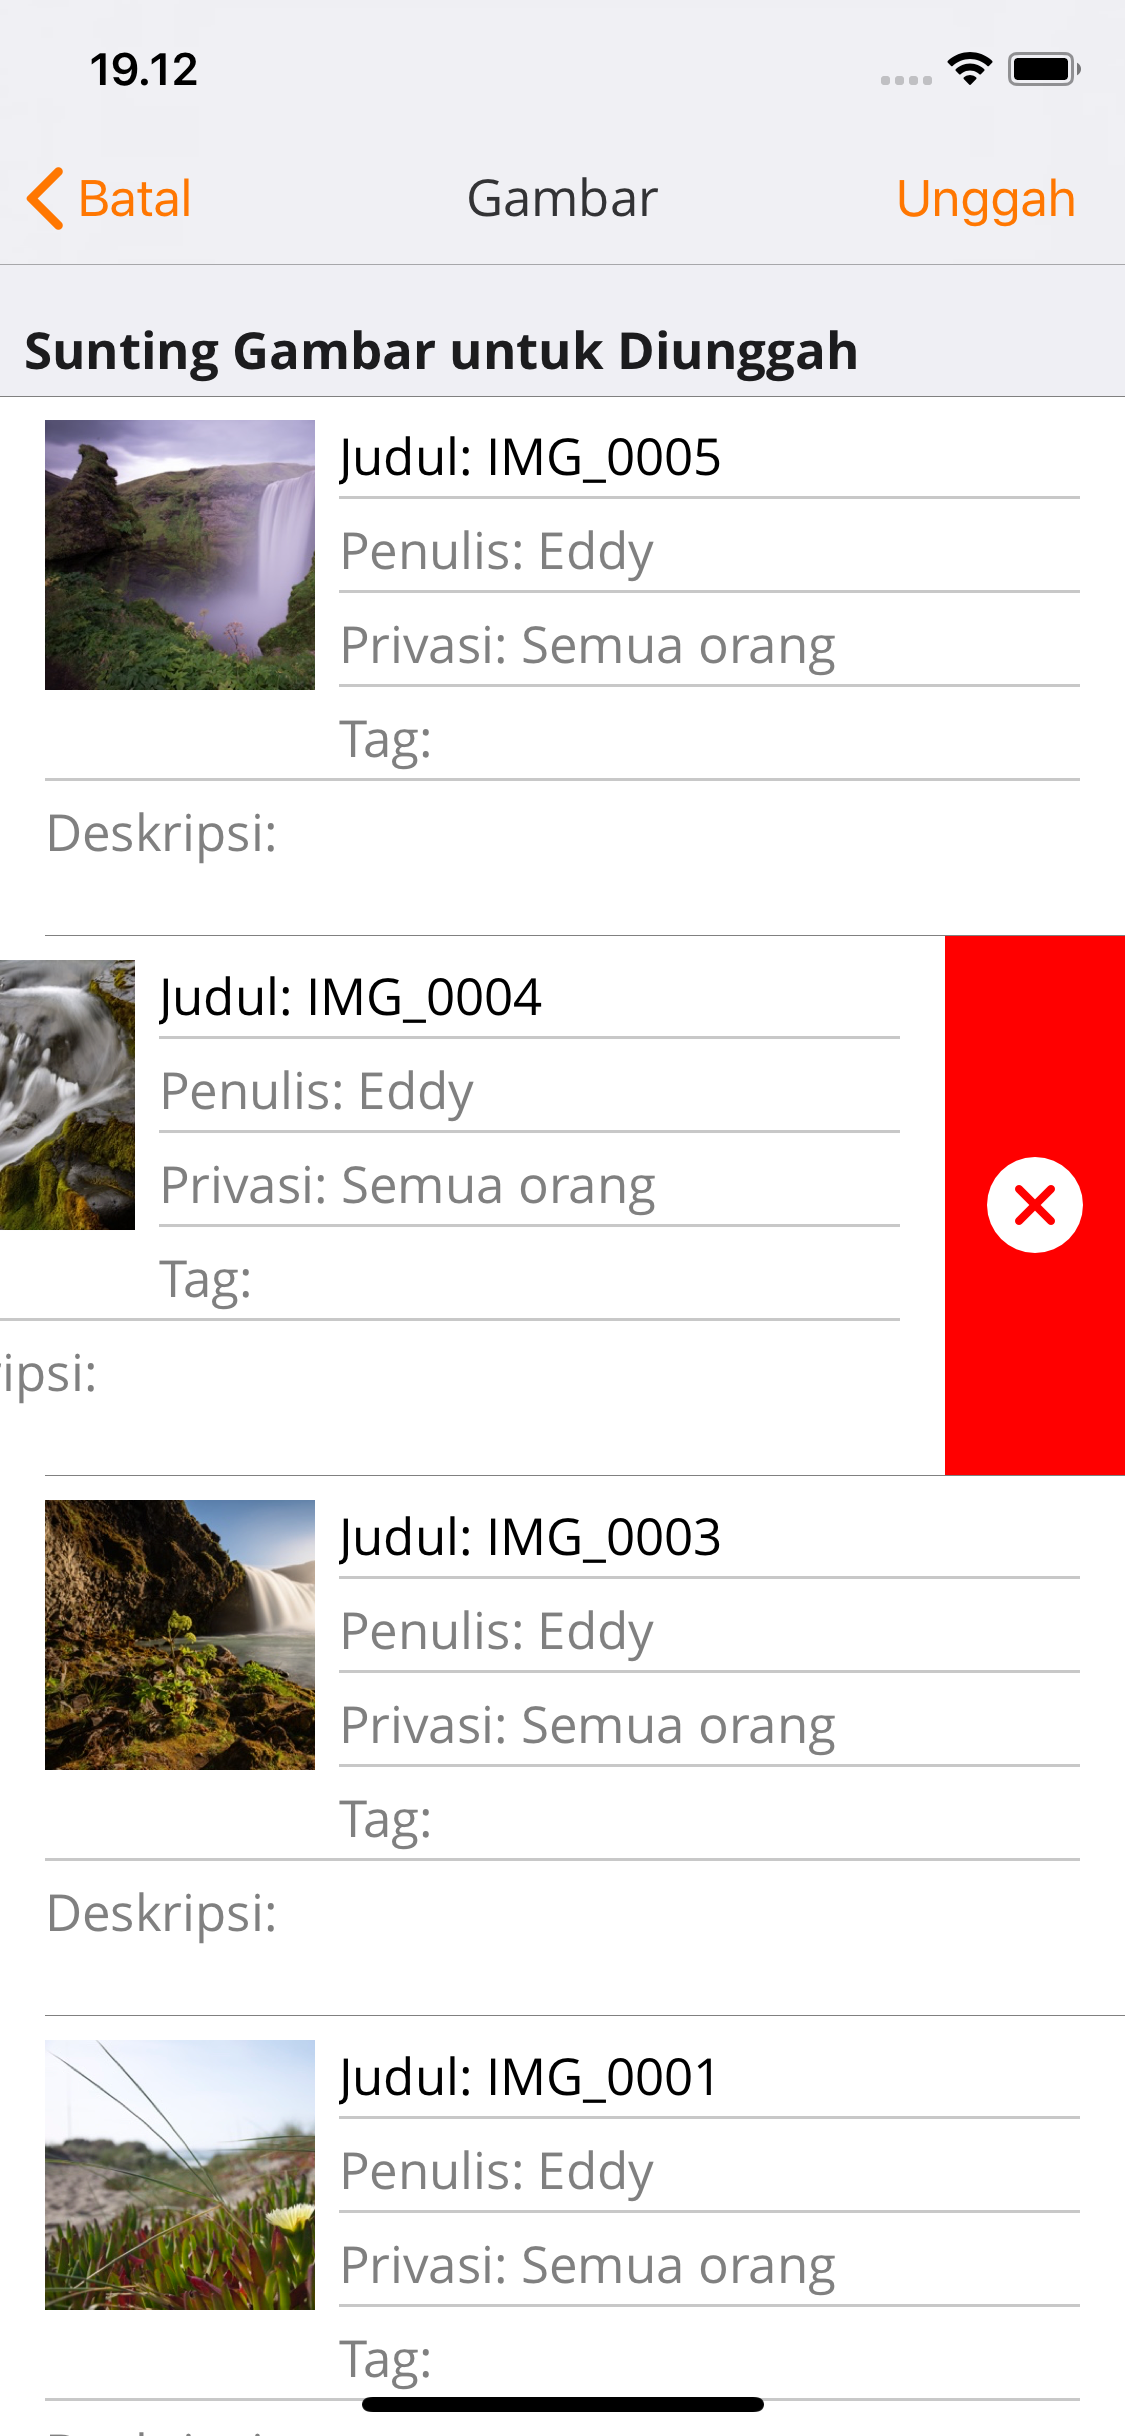 19.12
Batal
Gambar
Unggah
Sunting Gambar untuk Diunggah
Judul: IMG_0005
Penulis: Eddy
Privasi: Semua orang
Tag:
Deskripsi:
Judul: IMG_0004
Penulis: Eddy
Privasi: Semua orang
Tag:
ripsi:
Judul: IMG_0003
Penulis: Eddy
Privasi: Semua orang
Tag:
Deskripsi:
Judul: IMG_0001
Penulis: Eddy
Privasi: Semua orang
Tag: